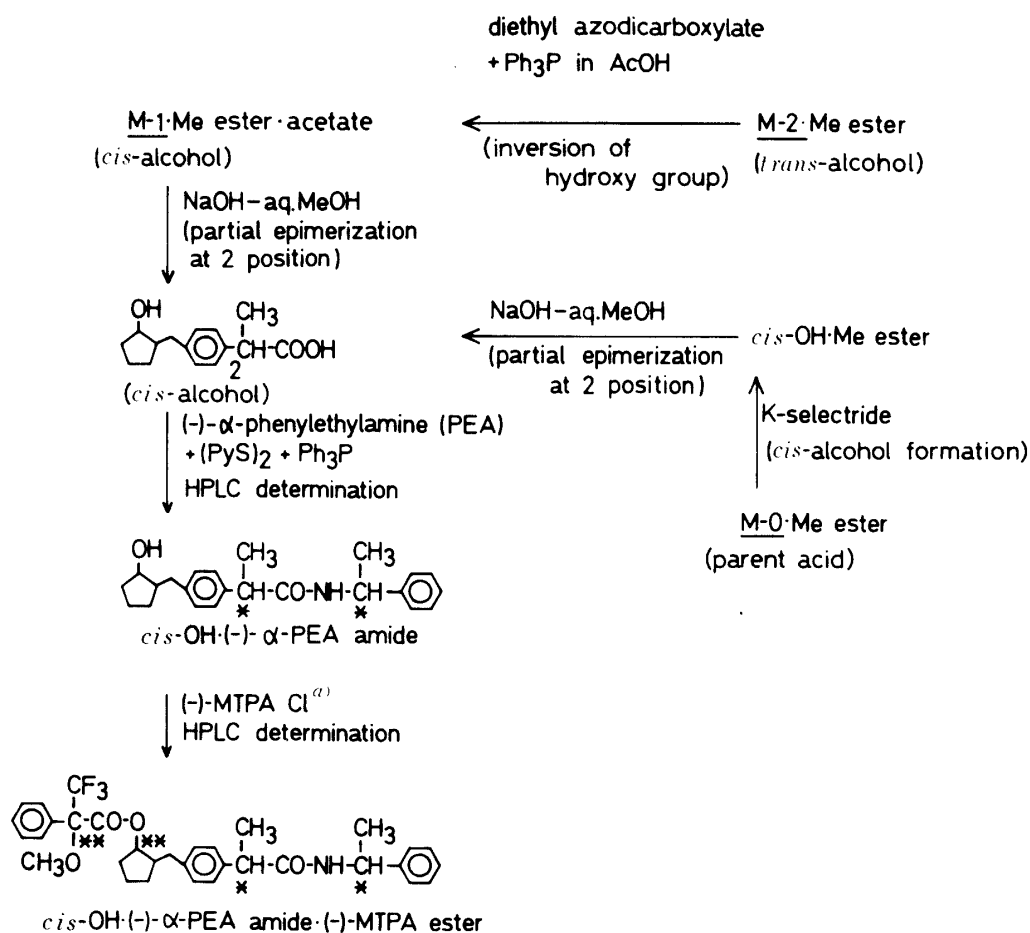 diethyl azodicarboxylate
+Ph3P in AcOH
M-1·Me ester·acetate
(cis-alcohol)
(inversion of
hydroxy group)
M-2·Me ester
(trans-alcohol)
NaOH-aq.MeOH
(partial epimerization
at 2 position)
OH
CH3
CH-COOH
2
(cis-alcohol)
NaOH-aq.MeOH
(partial epimerization
at 2 position)
cis-OH·Me ester
K-selectride
(cis-alcohol formation)
M-0·Me ester
(parent acid)
(-)-α-phenylethylamine (PEA)
+(PyS)2 + Ph3P
HPLC determination
OH
CH3
CH3
CH-CO-NH-CH
* *
cis-OH·(-)-α-PEA amide
(-)-MTPA Cl a)
HPLC determination
CF3
C-CO-O
** **
CH3O
CH3
CH3
CH-CO-NH-CH
* *
cis-OH·(-)-α-PEA amide·(-)-MTPA ester